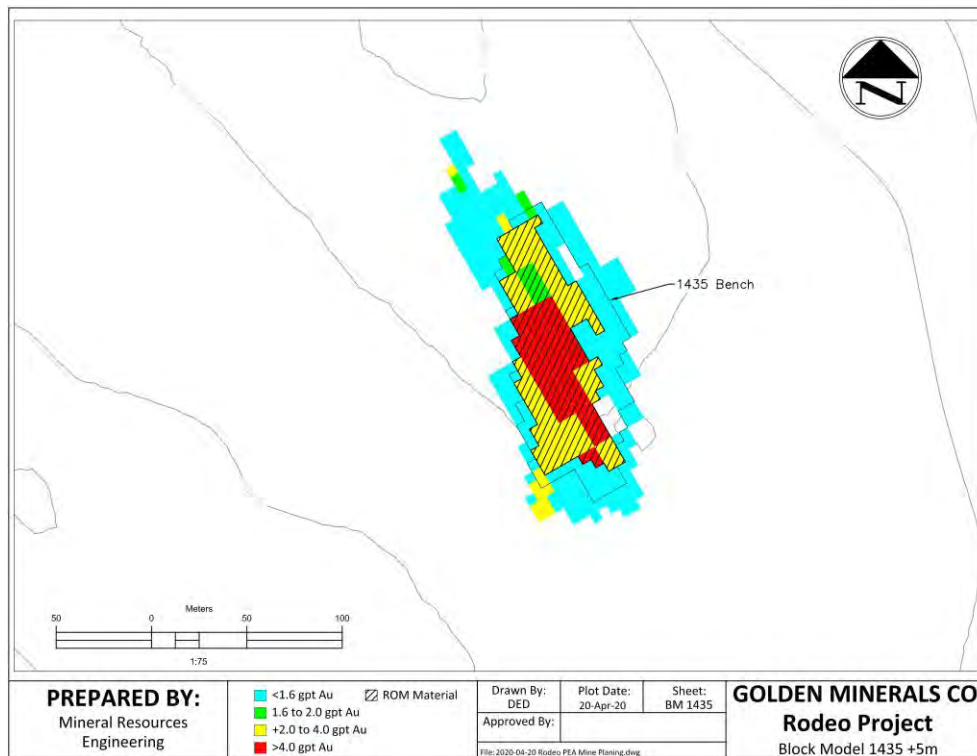 N
1435 Bench
Meters
50 0 50 100
1:75
PREPARED BY:
Mineral Resources
Engineering
<1.6 gpt Au
1.6 to 2.0 gpt Au
+2.0 to 4.0 gpt Au
>4.0 gpt Au
ROM Material
Drawn By:
DED
Plot Date:
20-Apr-20
Sheet:
BM 1435
Approved By:
File: 2020-04-20 Rodeo PEA Mine Planing.dwg
GOLDEN MINERALS CO
Rodeo Project
Block Model 1435 +5m